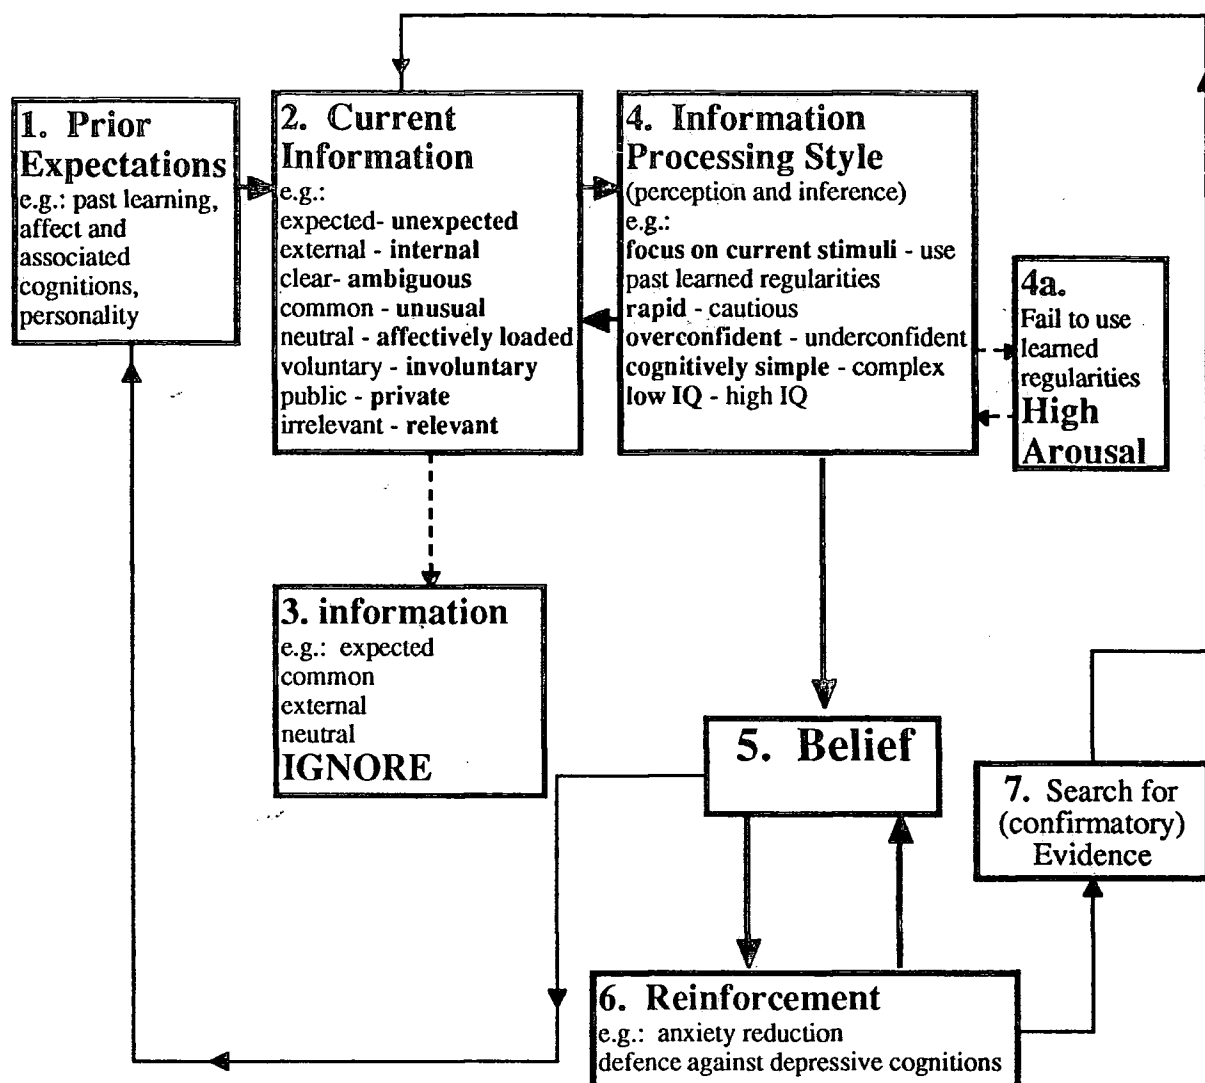 1. Prior
Expectations
e.g.: past learning,
affect and
associated
cognitions,
personality
2. Current
Information
e.g.:
expected- unexpected
external - internal
clear- ambiguous
common - unusual
neutral - affectively loaded
voluntary - involuntary
public - private
irrelevant - relevant
4. Information
Processing Style
(perception and inference)
e.g.:
focus on current stimuli - use
past learned regularities
rapid - cautious
overconfident - underconfident
cognitively simple - complex
low IQ - high IQ
4a.
Fail to use
learned
regularities
High
Arousal
3. information
e.g.: expected
common
external
neutral
IGNORE
5. Belief
7. Search for
(confirmatory)
Evidence
6. Reinforcement
e.g.: anxiety reduction
defence against depressive cognitions